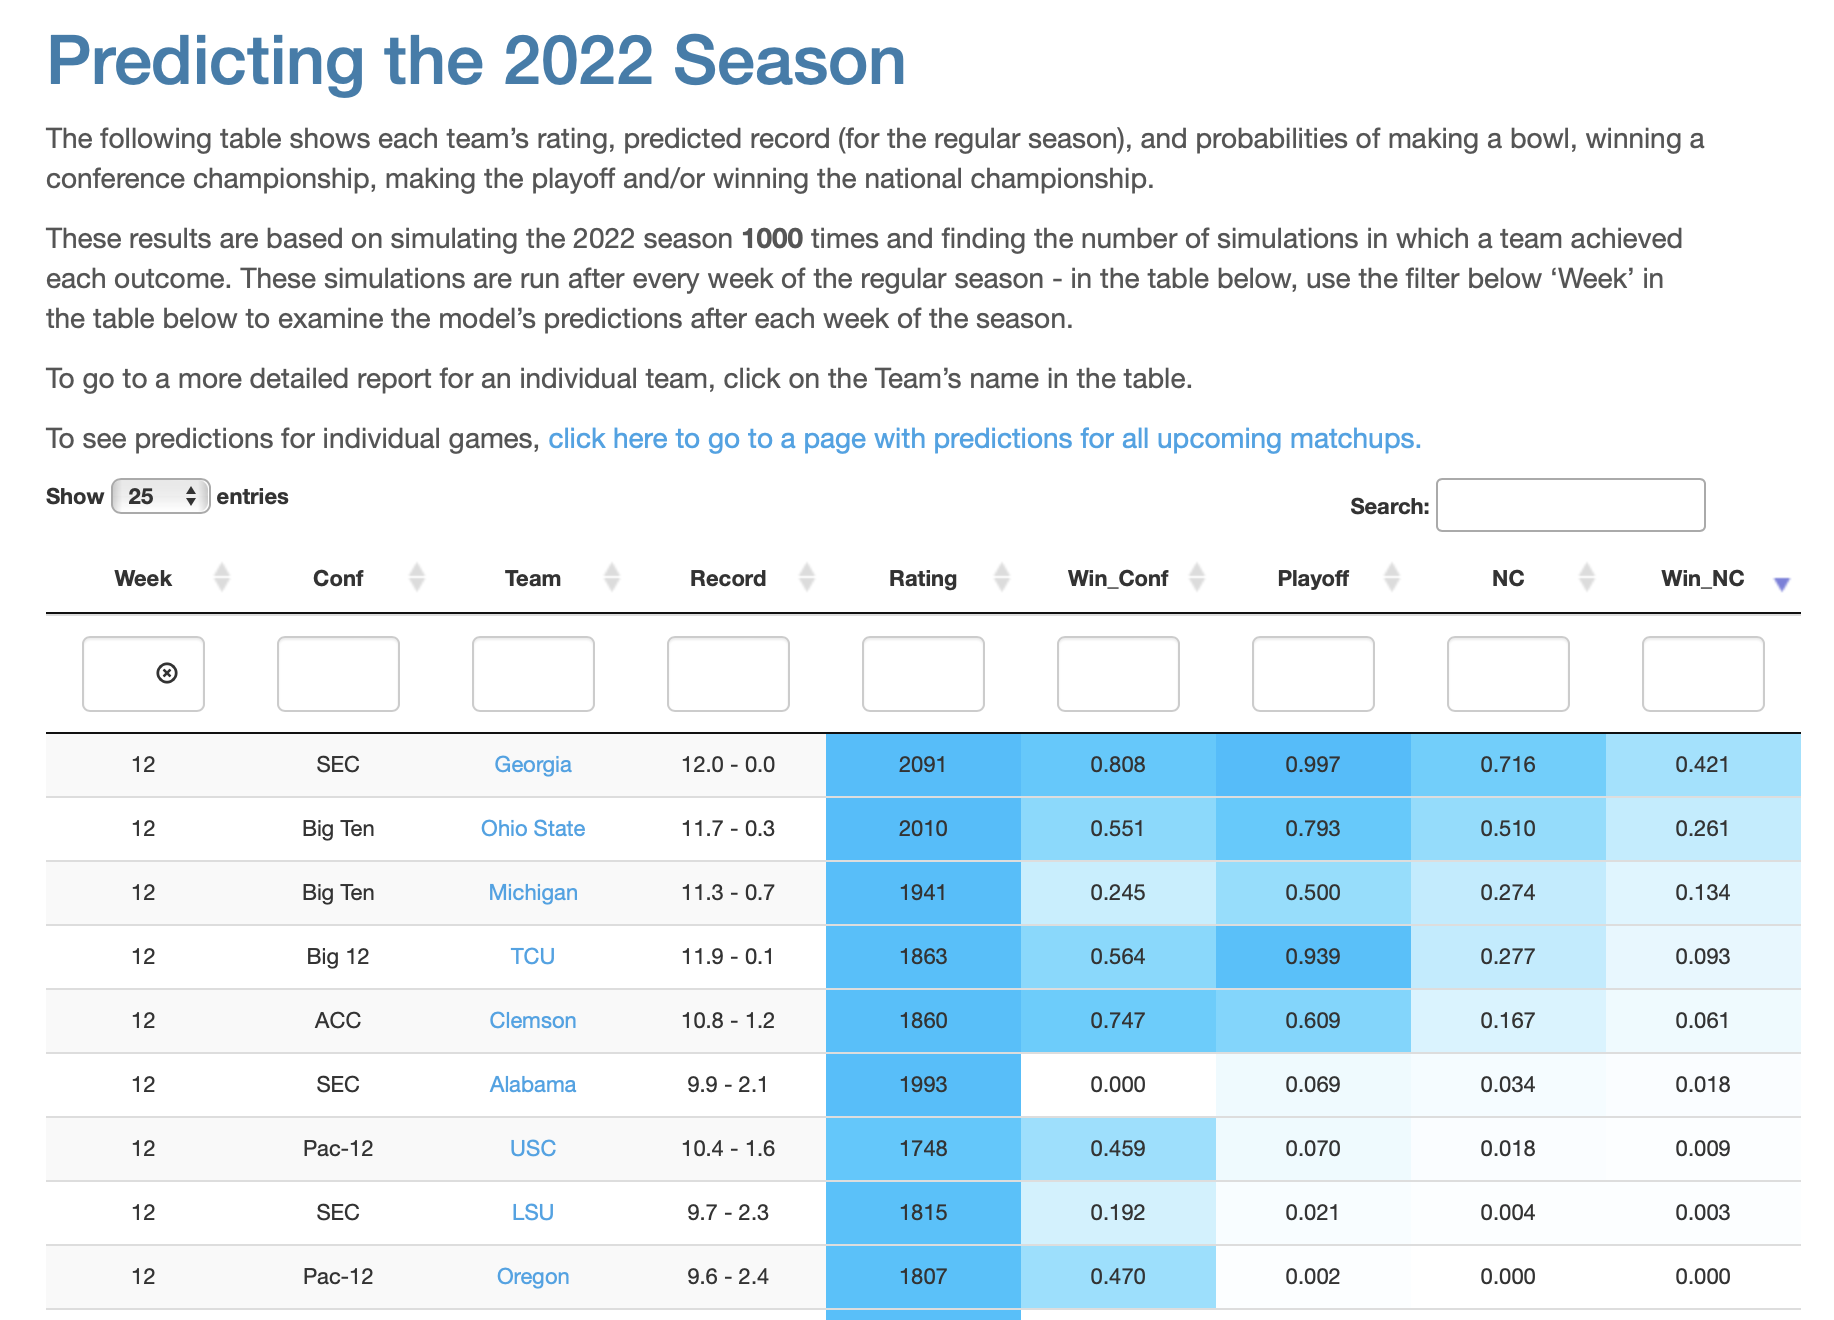 Predicting the 2022 Season
The following table shows each team’s rating, predicted record (for the regular season), and probabilities of making a bowl, winning a
conference championship, making the playoff and/or winning the national championship.
These results are based on simulating the 2022 season 1000 times and finding the number of simulations in which a team achieved
each outcome. These simulations are run after every week of the regular season - in the table below, use the filter below ‘Week’ in
the table below to examine the model’s predictions after each week of the season.
To go to a more detailed report for an individual team, click on the Team’s name in the table.
To see predictions for individual games, click here to go to a page with predictions for all upcoming matchups.
Show 25 entries
Search:
Week Conf Team Record Rating Win_Conf Playoff NC Win_NC
12 SEC Georgia 12.0 - 0.0 2091 0.808 0.997 0.716 0.421
12 Big Ten Ohio State 11.7 - 0.3 2010 0.551 0.793 0.510 0.261
12 Big Ten Michigan 11.3 - 0.7 1941 0.245 0.500 0.274 0.134
12 Big 12 TCU 11.9 - 0.1 1863 0.564 0.939 0.277 0.093
12 ACC Clemson 10.8 - 1.2 1860 0.747 0.609 0.167 0.061
12 SEC Alabama 9.9 - 2.1 1993 0.000 0.069 0.034 0.018
12 Pac-12 USC 10.4 - 1.6 1748 0.459 0.070 0.018 0.009
12 SEC LSU 9.7 - 2.3 1815 0.192 0.021 0.004 0.003
12 Pac-12 Oregon 9.6 - 2.4 1807 0.470 0.002 0.000 0.000